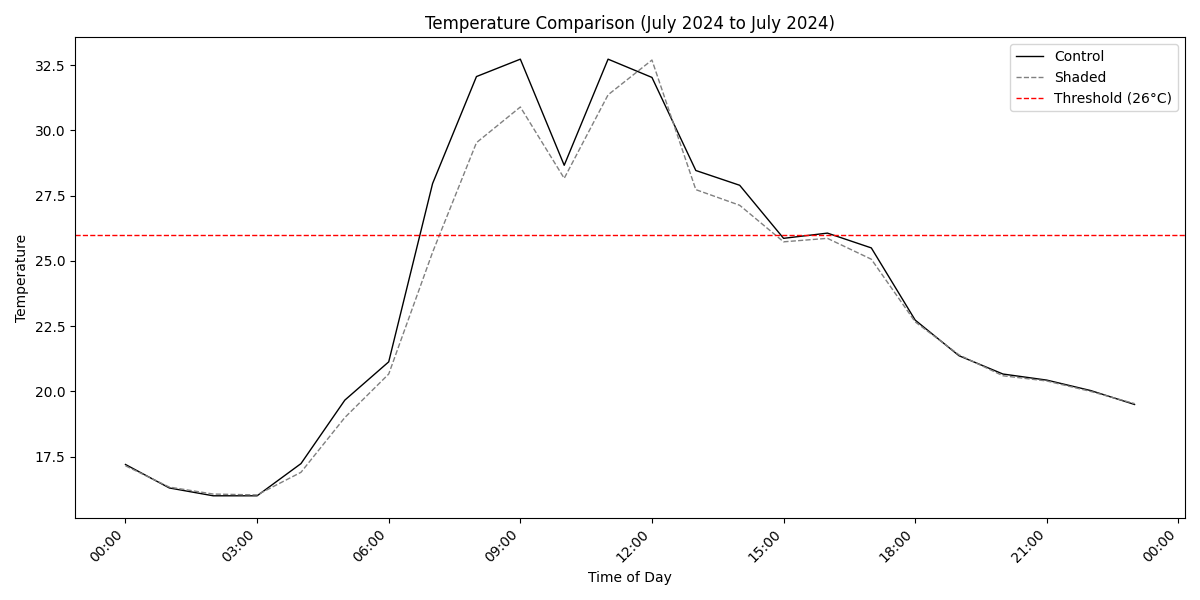 Temperature Comparison (July 2024 to July 2024)
Control
Shaded
Threshold (26°C)
32.5
30.0
27.5
25.0
22.5
20.0
17.5
Temperature
00:00
03:00
06:00
09:00
12:00
15:00
18:00
21:00
00:00
Time of Day